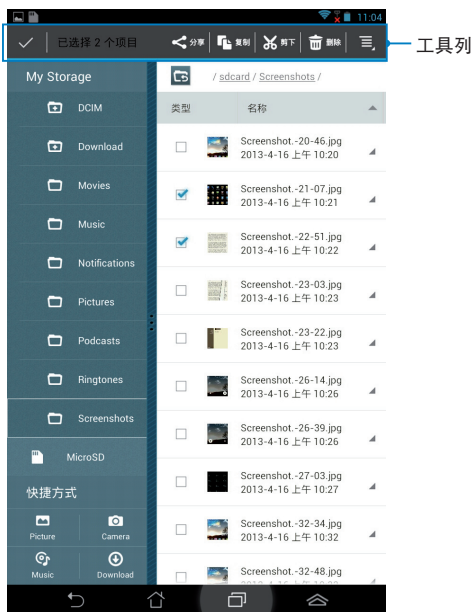 11:04
已选择 2 个项目
分享
复制
剪下
删除
工具列
My Storage
DCIM
Download
Movies
Music
Notifications
Pictures
Podcasts
Ringtones
Screenshots
MicroSD
快捷方式
Picture
Camera
Music
Download
/ sdcard / Screenshots /
类型
名称
Screenshot.-20-46.jpg
2013-4-16 上午 10:20
Screenshot.-21-07.jpg
2013-4-16 上午 10:21
Screenshot.-22-51.jpg
2013-4-16 上午 10:22
Screenshot.-23-03.jpg
2013-4-16 上午 10:23
Screenshot.-23-22.jpg
2013-4-16 上午 10:23
Screenshot.-26-14.jpg
2013-4-16 上午 10:26
Screenshot.-26-39.jpg
2013-4-16 上午 10:26
Screenshot.-27-03.jpg
2013-4-16 上午 10:27
Screenshot.-32-34.jpg
2013-4-16 上午 10:32
Screenshot.-32-48.jpg